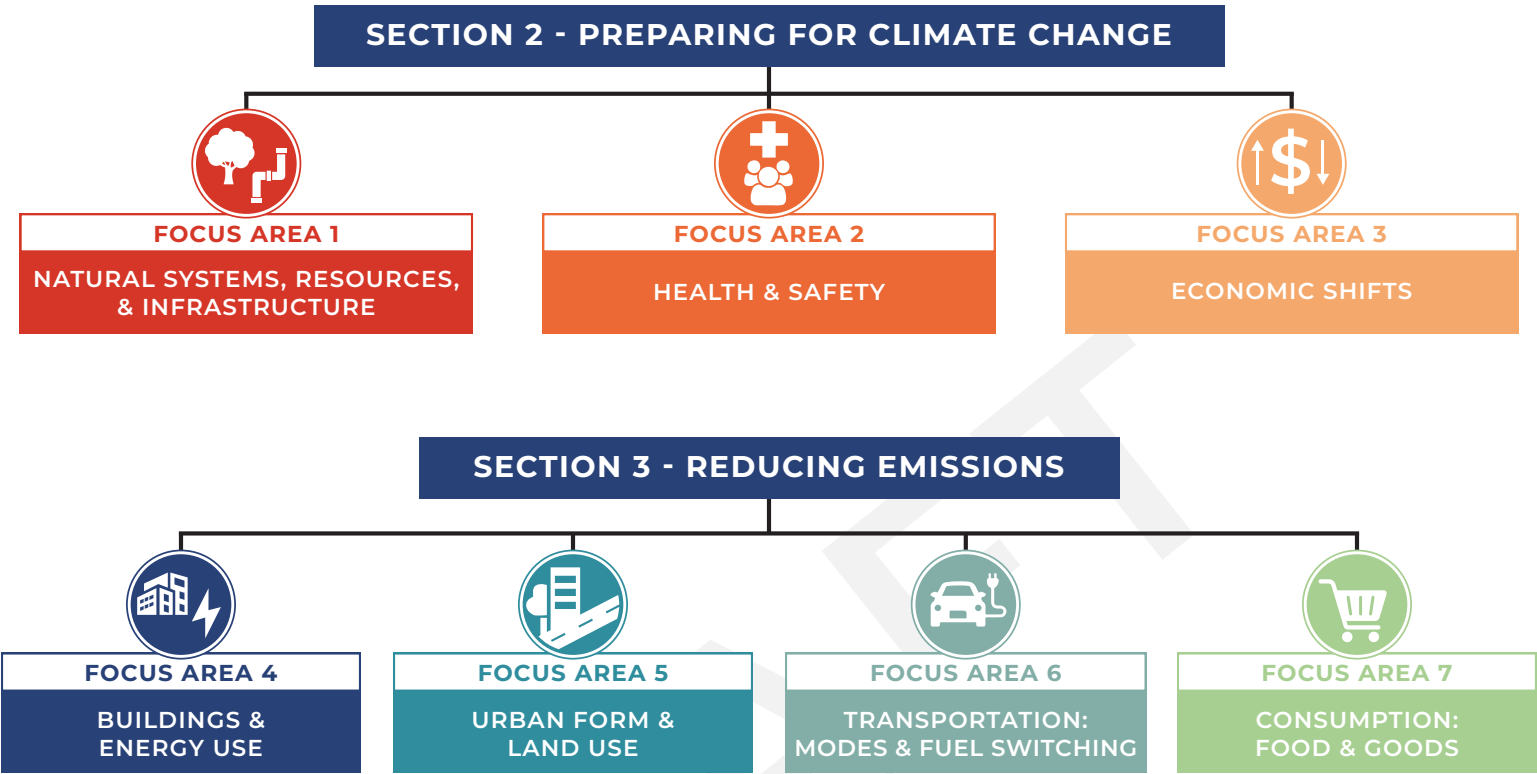 SECTION 2 - PREPARING FOR CLIMATE CHANGE
FOCUS AREA 1
NATURAL SYSTEMS, RESOURCES,
& INFRASTRUCTURE
FOCUS AREA 2
HEALTH & SAFETY
FOCUS AREA 3
ECONOMIC SHIFTS
SECTION 3 - REDUCING EMISSIONS
FOCUS AREA 4
BUILDINGS &
ENERGY USE
FOCUS AREA 5
URBAN FORM &
LAND USE
FOCUS AREA 6
TRANSPORTATION:
MODES & FUEL SWITCHING
FOCUS AREA 7
CONSUMPTION:
FOOD & GOODS